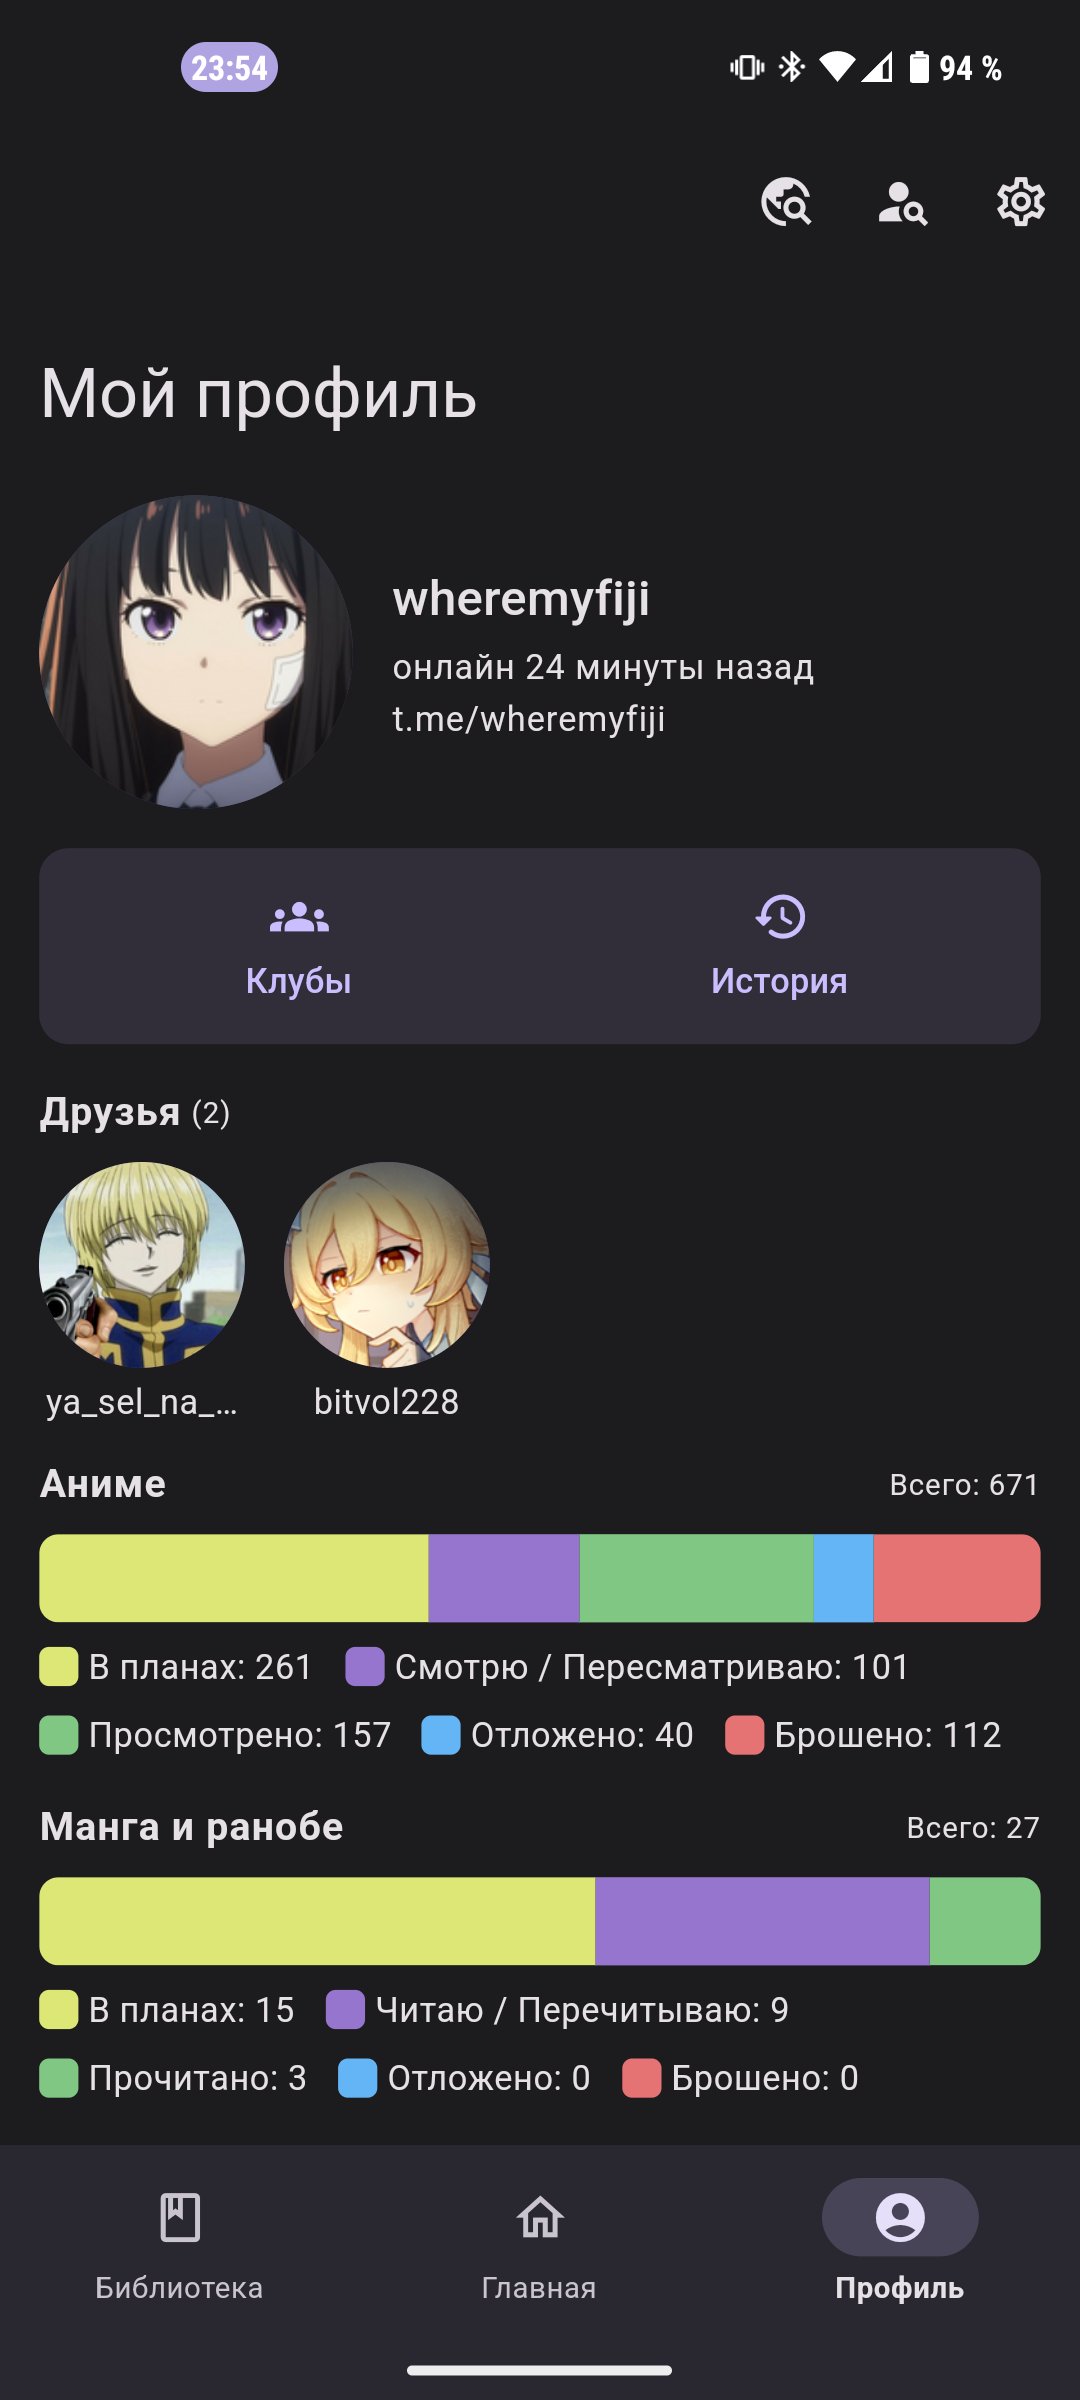 23:54 94 %
Мой профиль
wheremyfiji
онлайн 24 минуты назад
t.me/wheremyfiji
Клубы История
Друзья (2)
ya_sel_na_... bitvol228
Аниме Всего: 671
В планах: 261 Смотрю / Пересматриваю: 101
Просмотрено: 157 Отложено: 40 Брошено: 112
Манга и ранобе Всего: 27
В планах: 15 Читаю / Перечитываю: 9
Прочитано: 3 Отложено: 0 Брошено: 0
Библиотека Главная Профиль